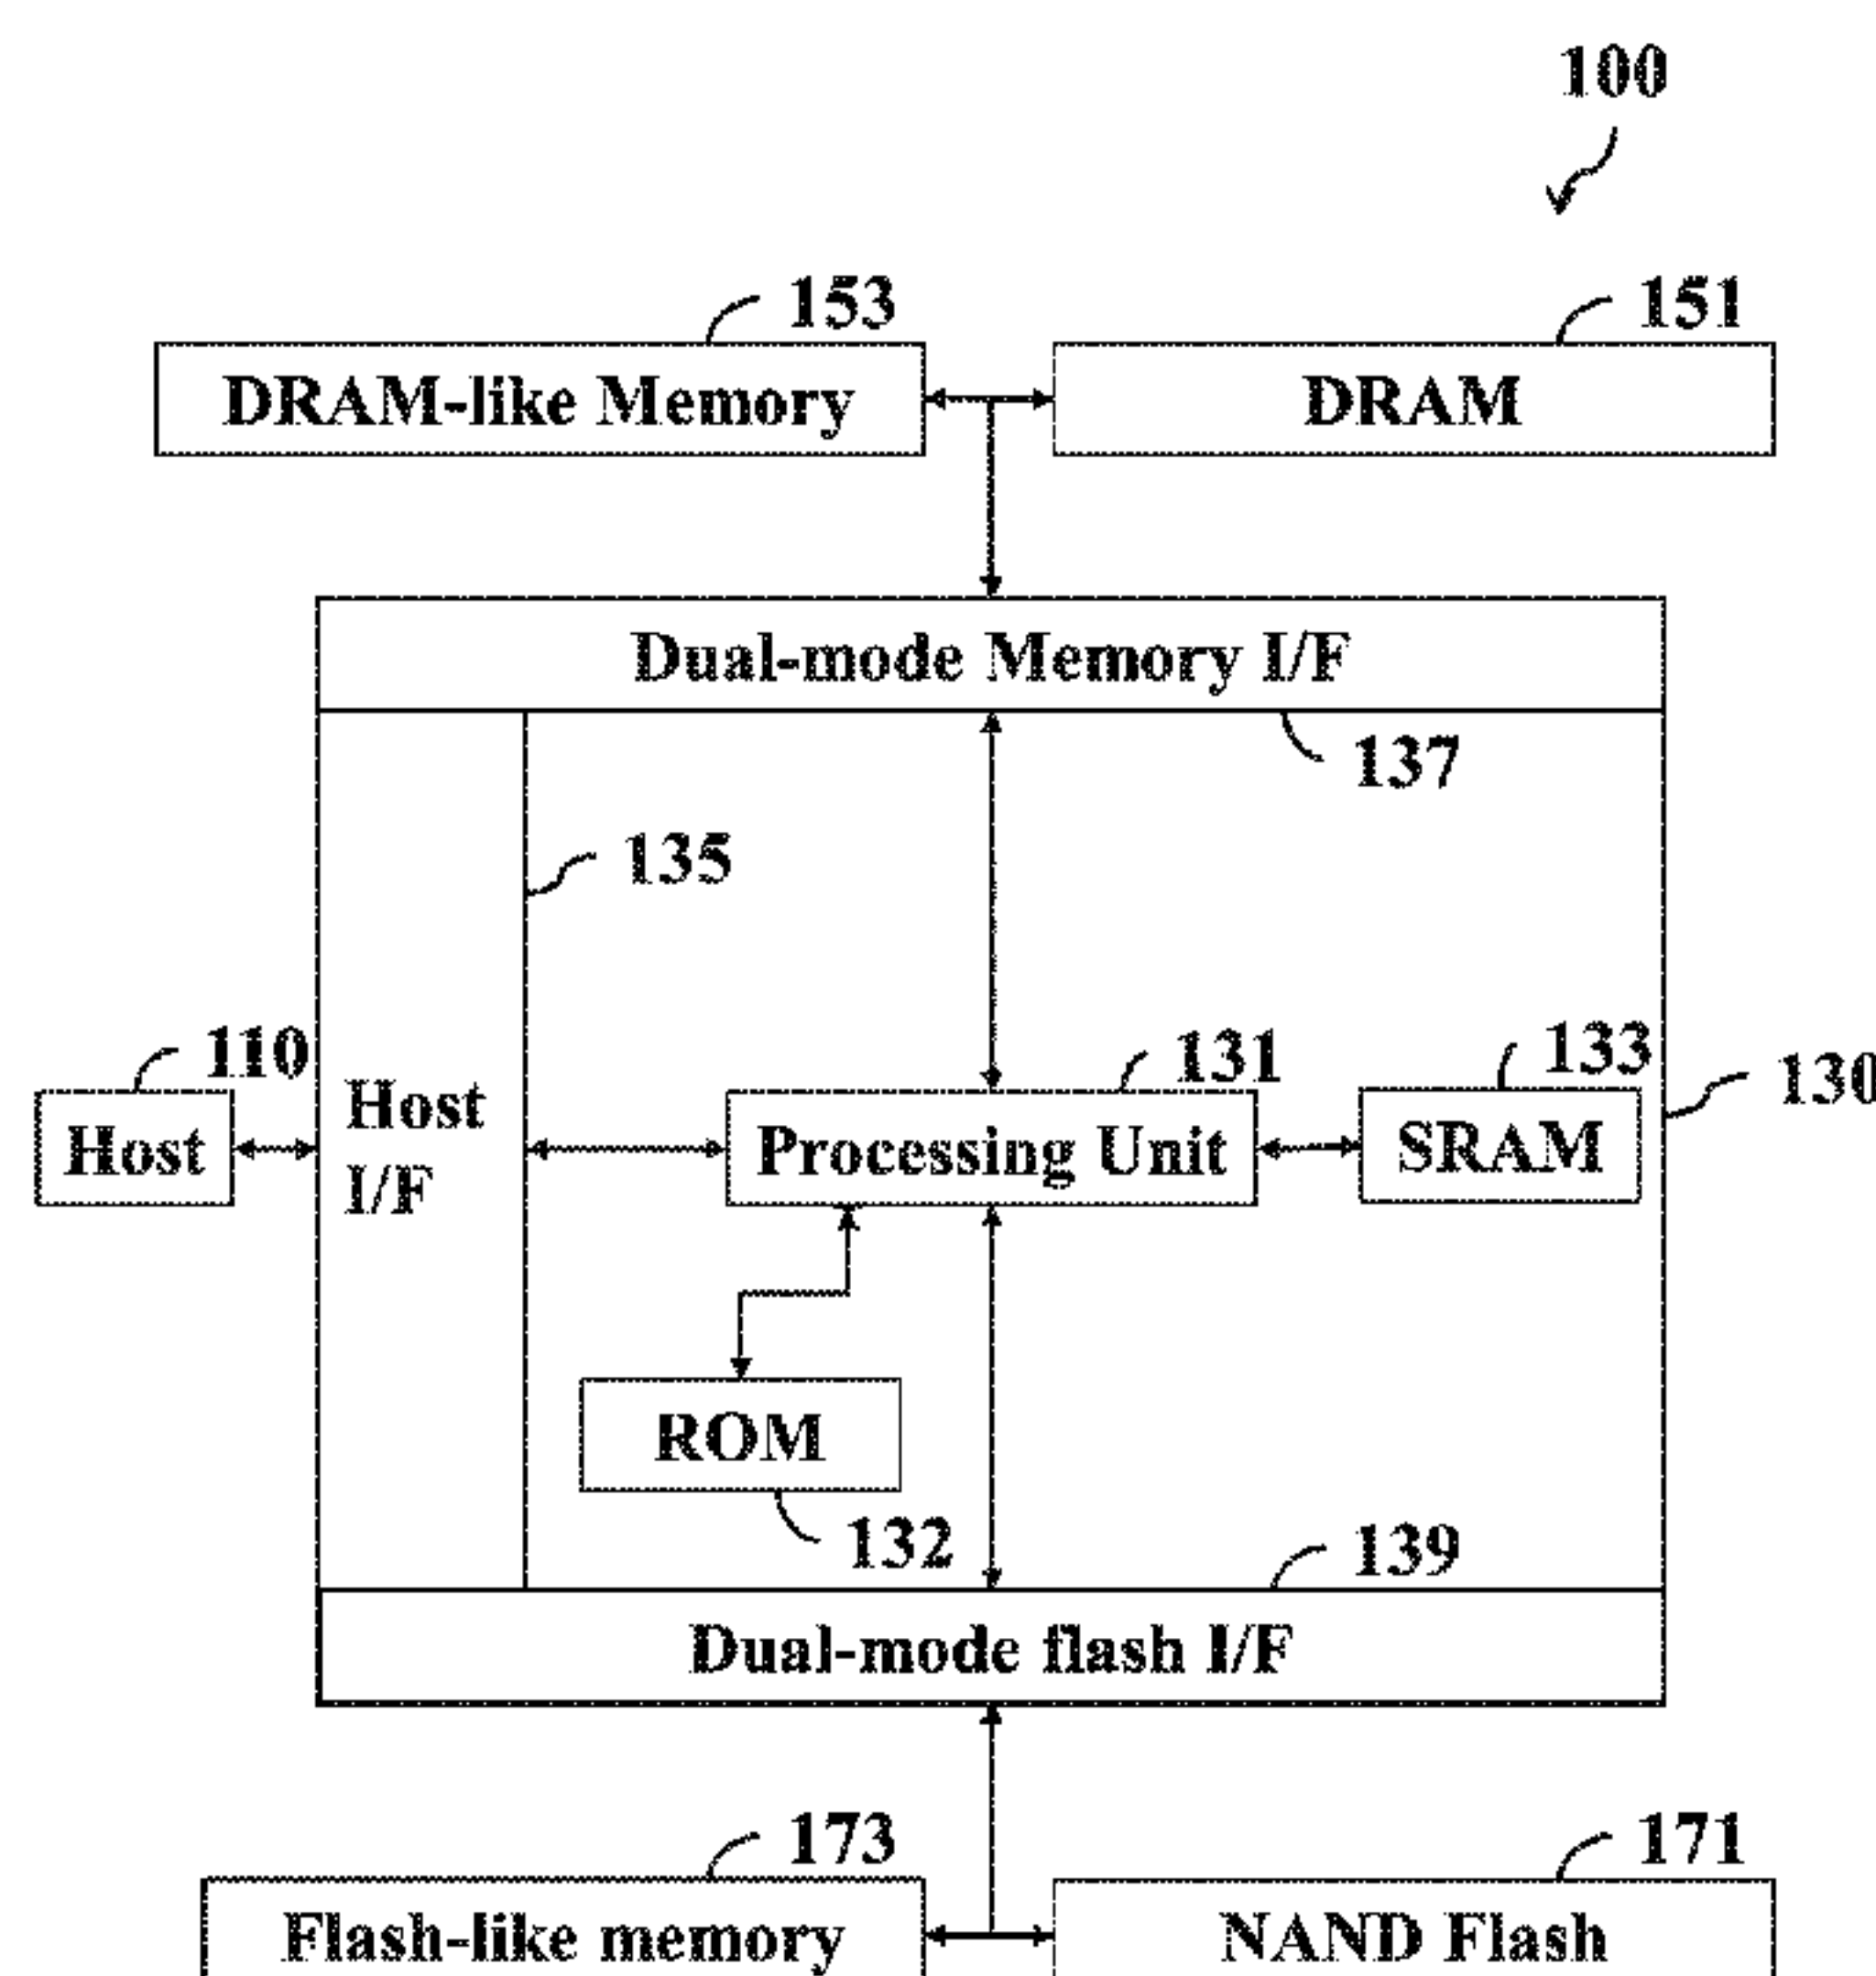 100
153
151
DRAM-like Memory
DRAM
Dual-mode Memory I/F
137
135
110
131
133
130
Host
Host
I/F
Processing Unit
SRAM
ROM
132
139
Dual-mode flash I/F
173
171
Flash-like memory
NAND Flash